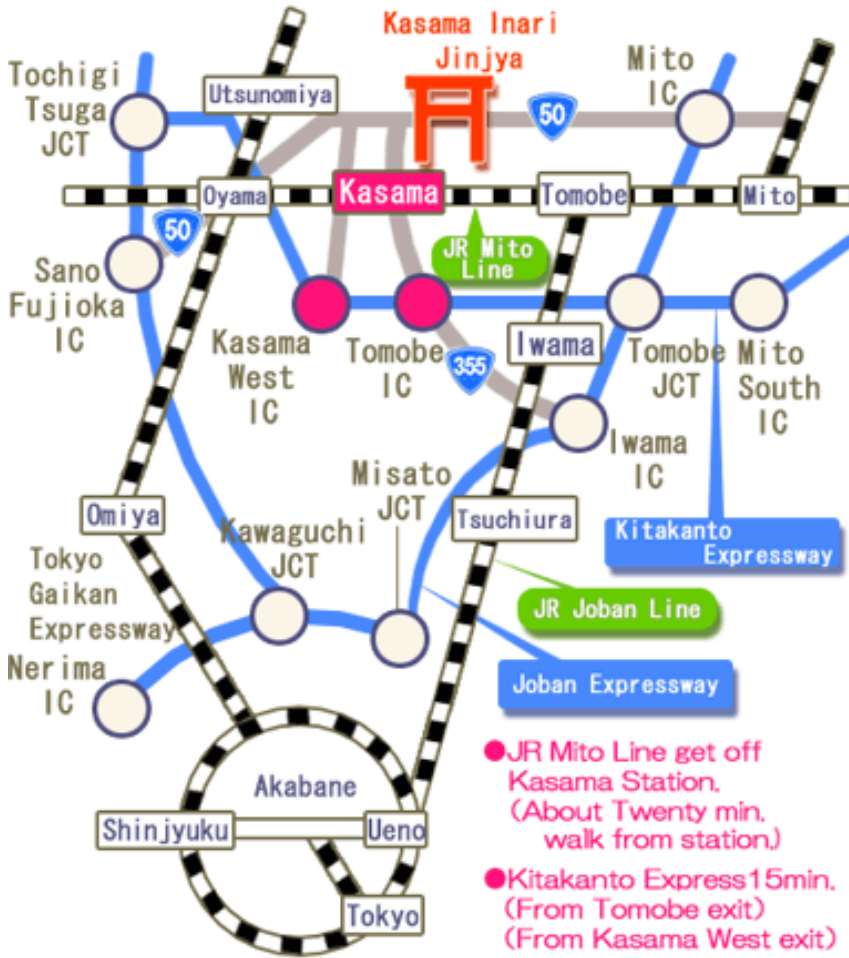 Kasama Inari
Jinjya
Tochigi
Tsuga
JCT
Utsunomiya
50
Mito
IC
Oyama
Kasama
Tomobe
Mito
50
JR Mito
Line
Sano
Fujioka
IC
Kasama
West
IC
Tomobe
IC
355
Iwama
Tomobe
JCT
Mito
South
IC
Iwama
IC
Misato
JCT
Omiya
Kawaguchi
JCT
Tsuchiura
Kitakanto
Expressway
Tokyo
Gaikan
Expressway
JR Joban Line
Nerima
IC
Joban Expressway
Akabane
Shinjyuku
Ueno
Tokyo
●JR Mito Line get off
Kasama Station.
(About Twenty min.
walk from station.)
●Kitakanto Express15min.
(From Tomobe exit)
(From Kasama West exit)